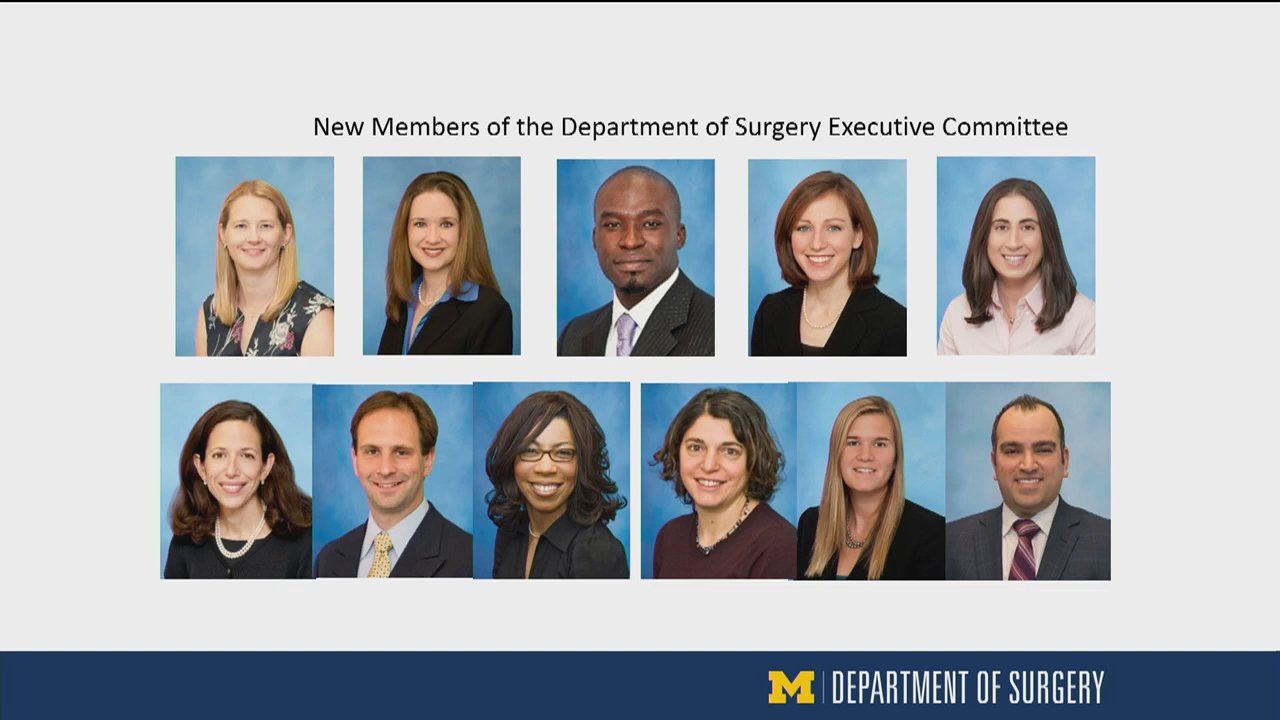 New Members of the Department of Surgery Executive Committee
M | DEPARTMENT OF SURGERY